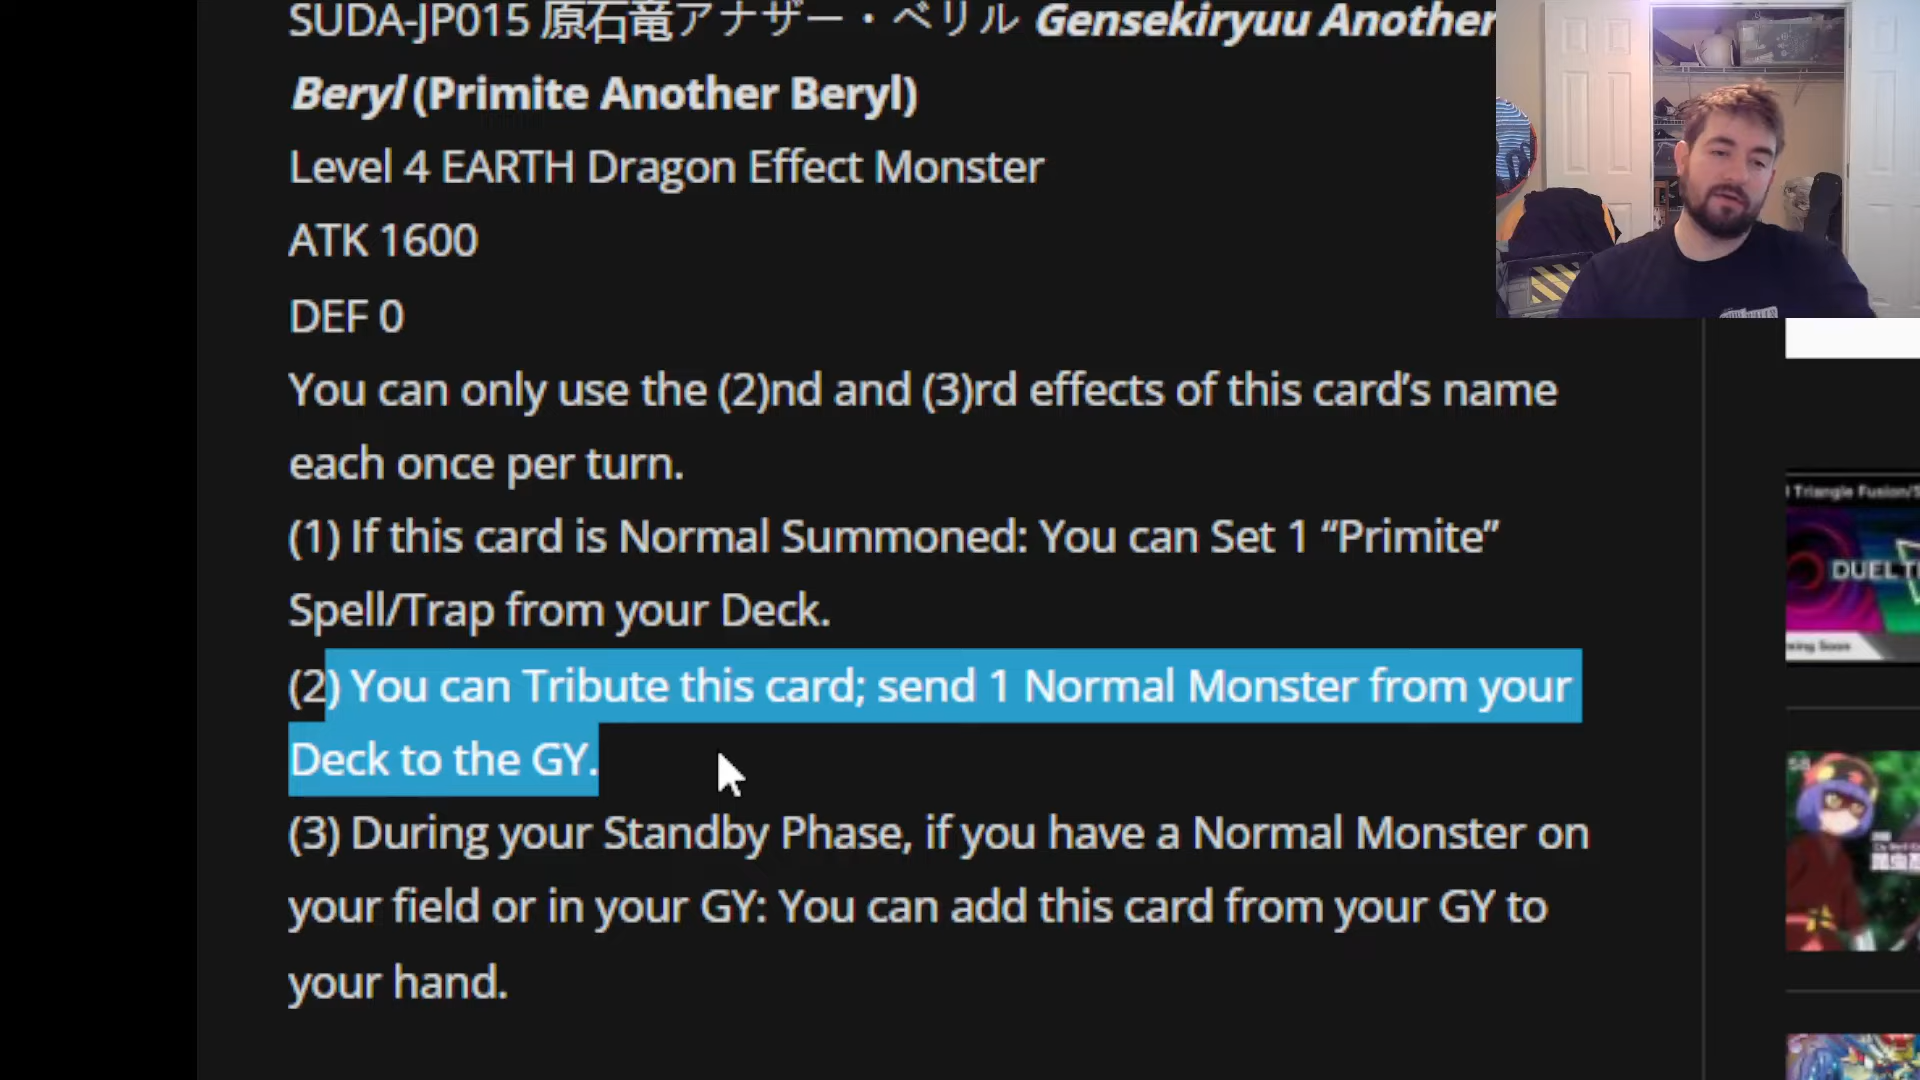 SUDA-JP015 原石竜アナザー・ベリル Gensekiryuu Another
Beryl (Primite Another Beryl)
Level 4 EARTH Dragon Effect Monster
ATK 1600
DEF 0
You can only use the (2)nd and (3)rd effects of this card’s name
each once per turn.
(1) If this card is Normal Summoned: You can Set 1 “Primite”
Spell/Trap from your Deck.
(2) You can Tribute this card; send 1 Normal Monster from your
Deck to the GY.
(3) During your Standby Phase, if you have a Normal Monster on
your field or in your GY: You can add this card from your GY to
your hand.
Triangle Fusion/
DUEL
Soon